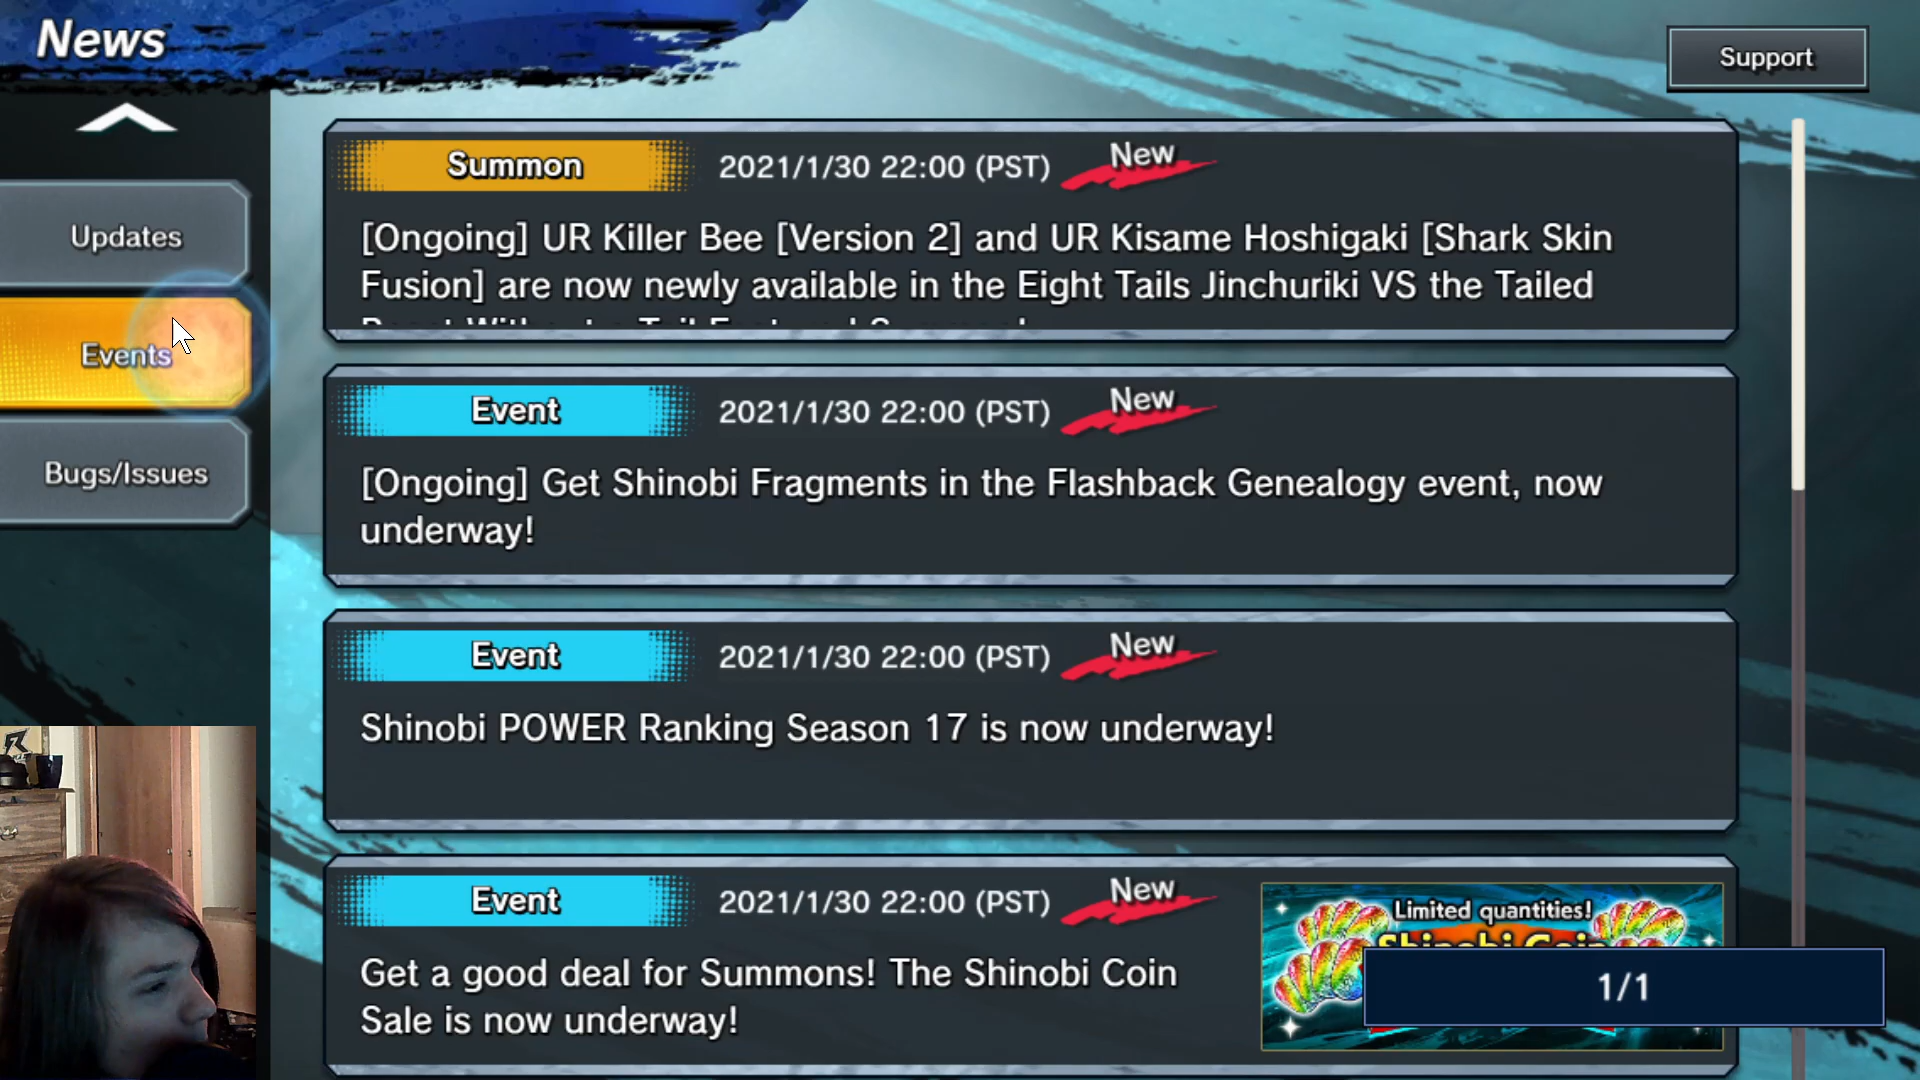 News
Support
Updates
Events
Bugs/Issues
Summon 2021/1/30 22:00 (PST) New
[Ongoing] UR Killer Bee [Version 2] and UR Kisame Hoshigaki [Shark Skin
Fusion] are now newly available in the Eight Tails Jinchuriki VS the Tailed
Event 2021/1/30 22:00 (PST) New
[Ongoing] Get Shinobi Fragments in the Flashback Genealogy event, now
underway!
Event 2021/1/30 22:00 (PST) New
Shinobi POWER Ranking Season 17 is now underway!
Event 2021/1/30 22:00 (PST) New
Get a good deal for Summons! The Shinobi Coin
Sale is now underway!
Limited quantities!
Shinobi Coin
1/1